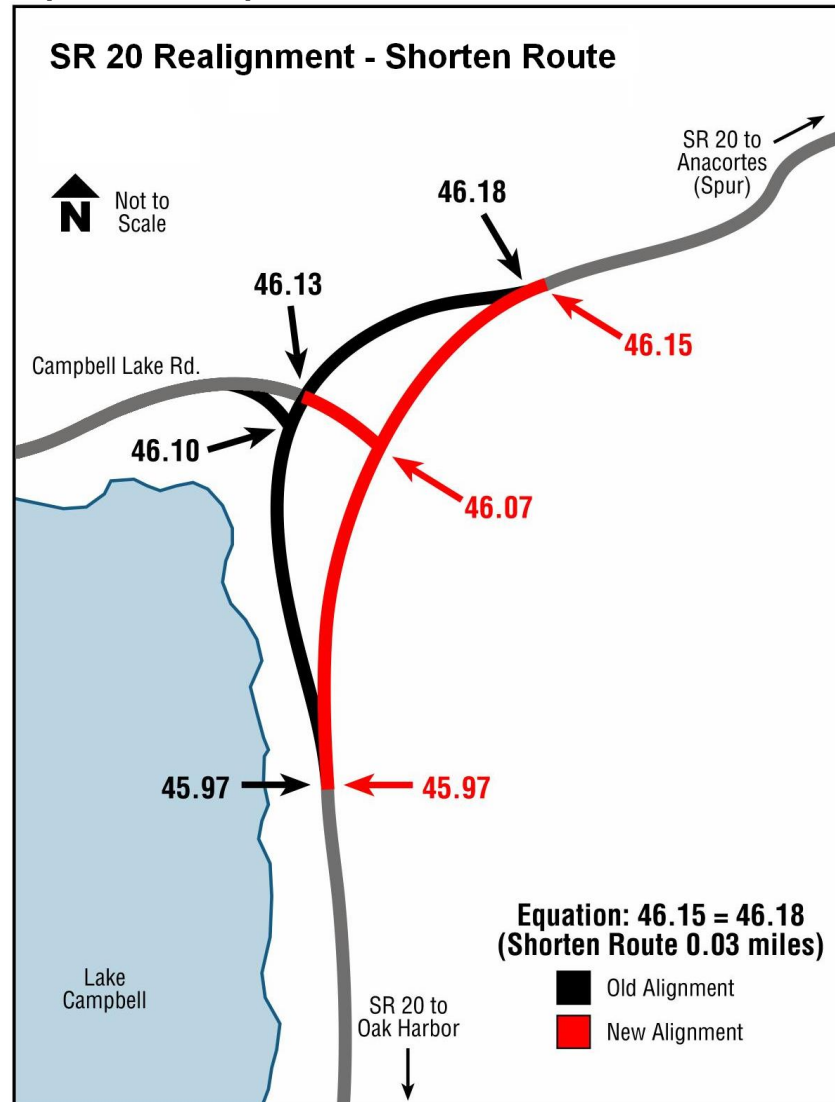 SR 20 Realignment - Shorten Route
SR 20 to
Anacortes
(Spur)
N
Not to
Scale
46.18
46.13
46.15
Campbell Lake Rd.
46.10
46.07
45.97
45.97
Equation: 46.15 = 46.18
(Shorten Route 0.03 miles)
Old Alignment
New Alignment
Lake
Campbell
SR 20 to
Oak Harbor